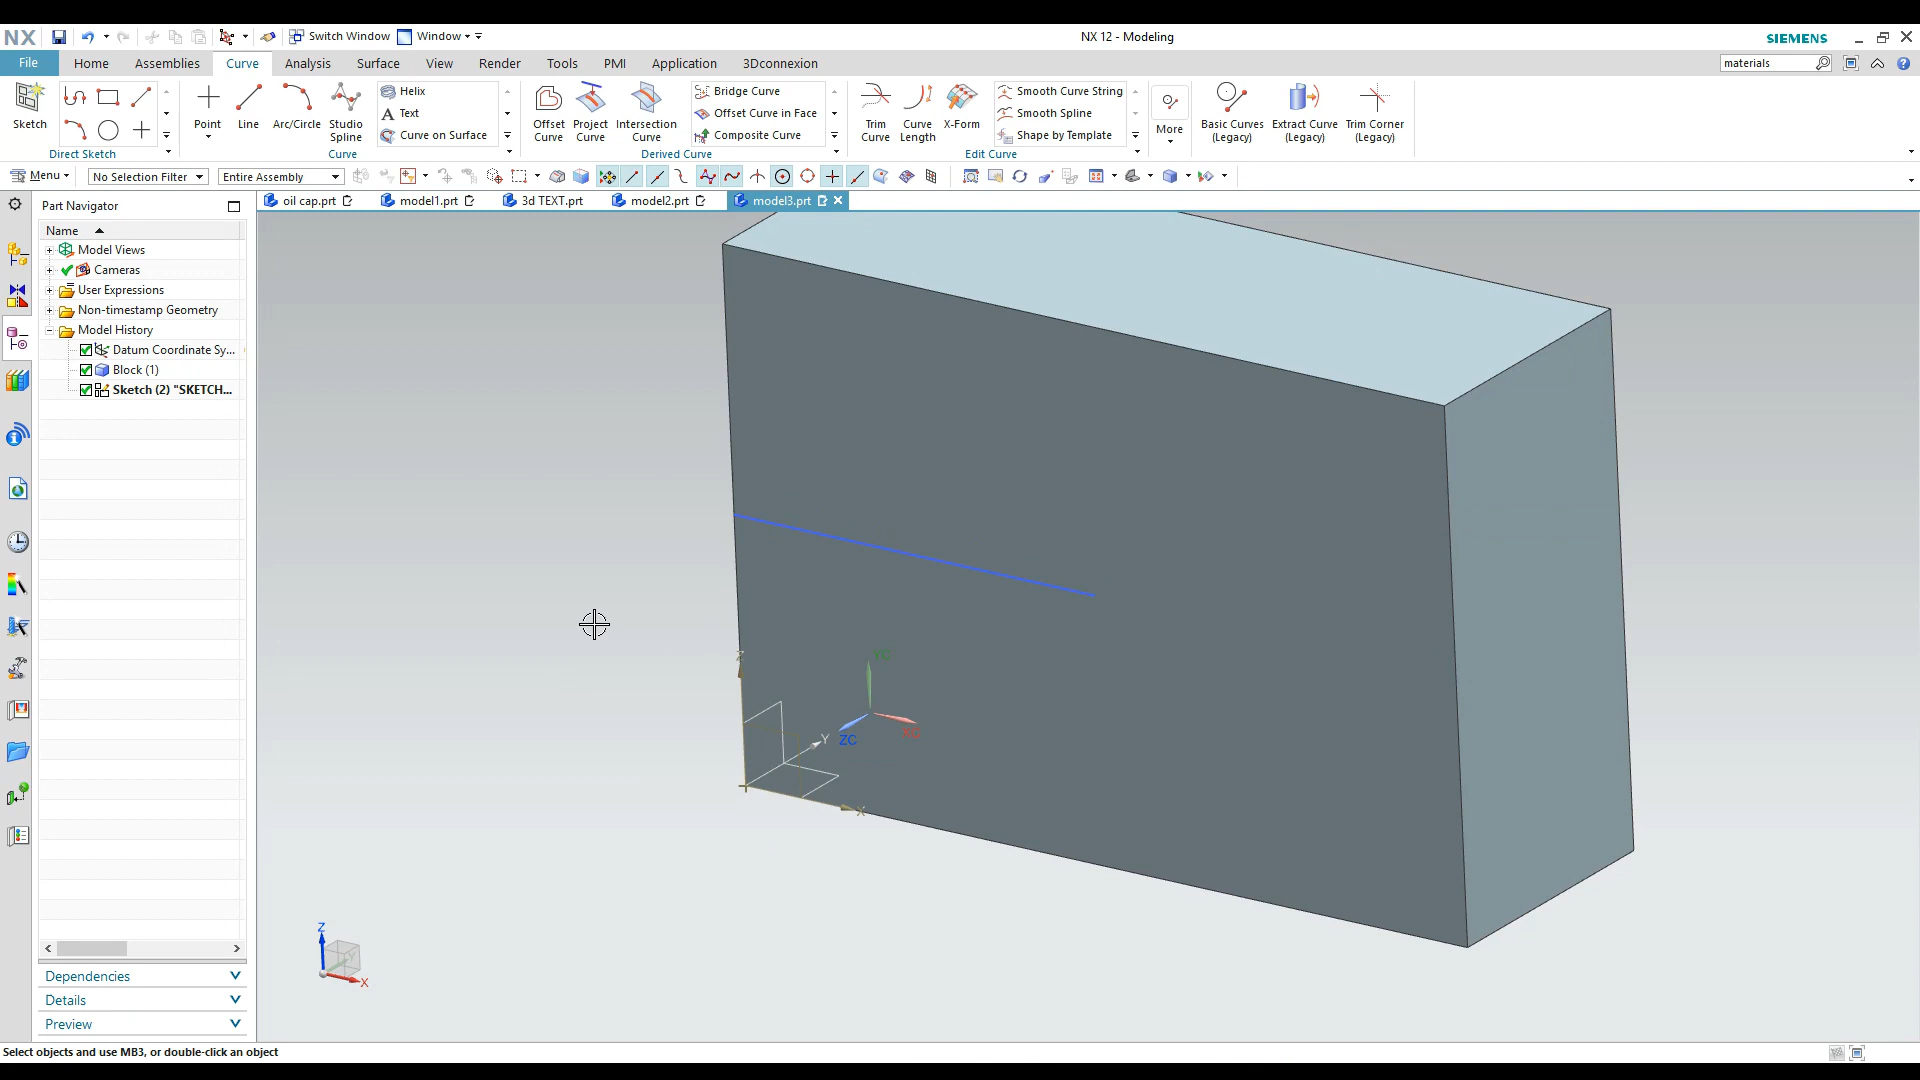 NX
Switch Window
Window
NX 12 - Modeling
SIEMENS
File
Home
Assemblies
Curve
Analysis
Surface
View
Render
Tools
PMI
Application
3Dconnexion
materials
Sketch
Direct Sketch
Point
Line
Arc/Circle
Studio
Spline
Helix
A Text
Curve on Surface
Curve
Offset
Curve
Project
Curve
Intersection
Curve
Bridge Curve
Offset Curve in Face
Composite Curve
Derived Curve
Trim
Curve
Curve
Length
X-Form
Smooth Curve String
Smooth Spline
Shape by Template
Edit Curve
More
Basic Curves
(Legacy)
Extract Curve
(Legacy)
Trim Corner
(Legacy)
Menu
No Selection Filter
Entire Assembly
Part Navigator
oil cap.prt
model1.prt
3d TEXT.prt
model2.prt
model3.prt
Name
Model Views
Cameras
User Expressions
Non-timestamp Geometry
Model History
Datum Coordinate Sy...
Block (1)
Sketch (2) "SKETCH...
Z
YC
Y
ZC
XC
X
Z
Y
X
Dependencies
Details
Preview
Select objects and use MB3, or double-click an object